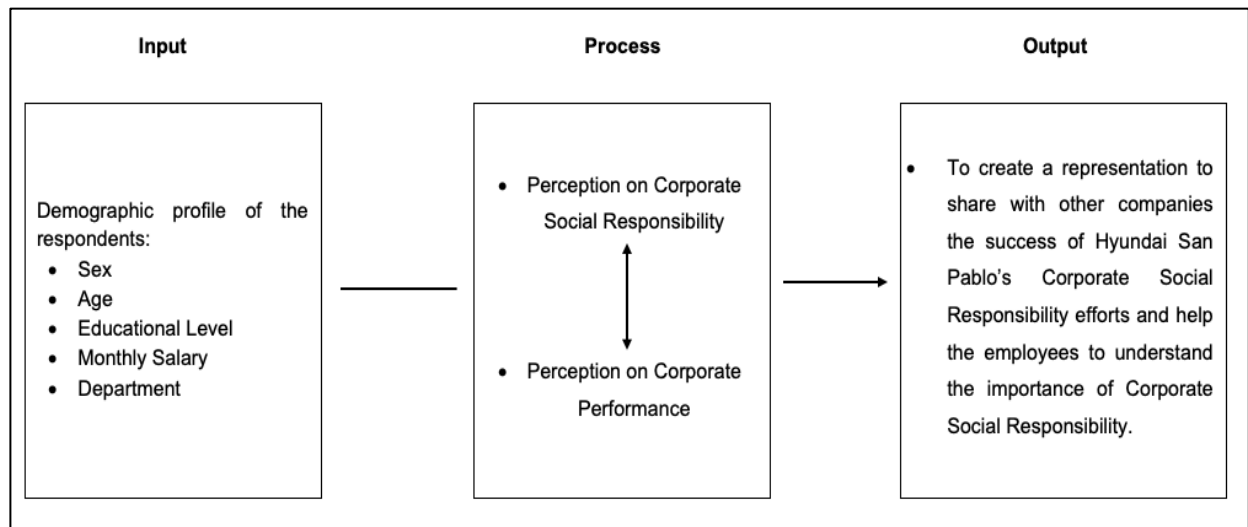 Input
Process
Output
Demographic profile of the
respondents:
• Sex
• Age
• Educational Level
• Monthly Salary
• Department
• Perception on Corporate
Social Responsibility
• Perception on Corporate
Performance
• To create a representation to
share with other companies
the success of Hyundai San
Pablo’s Corporate Social
Responsibility efforts and help
the employees to understand
the importance of Corporate
Social Responsibility.